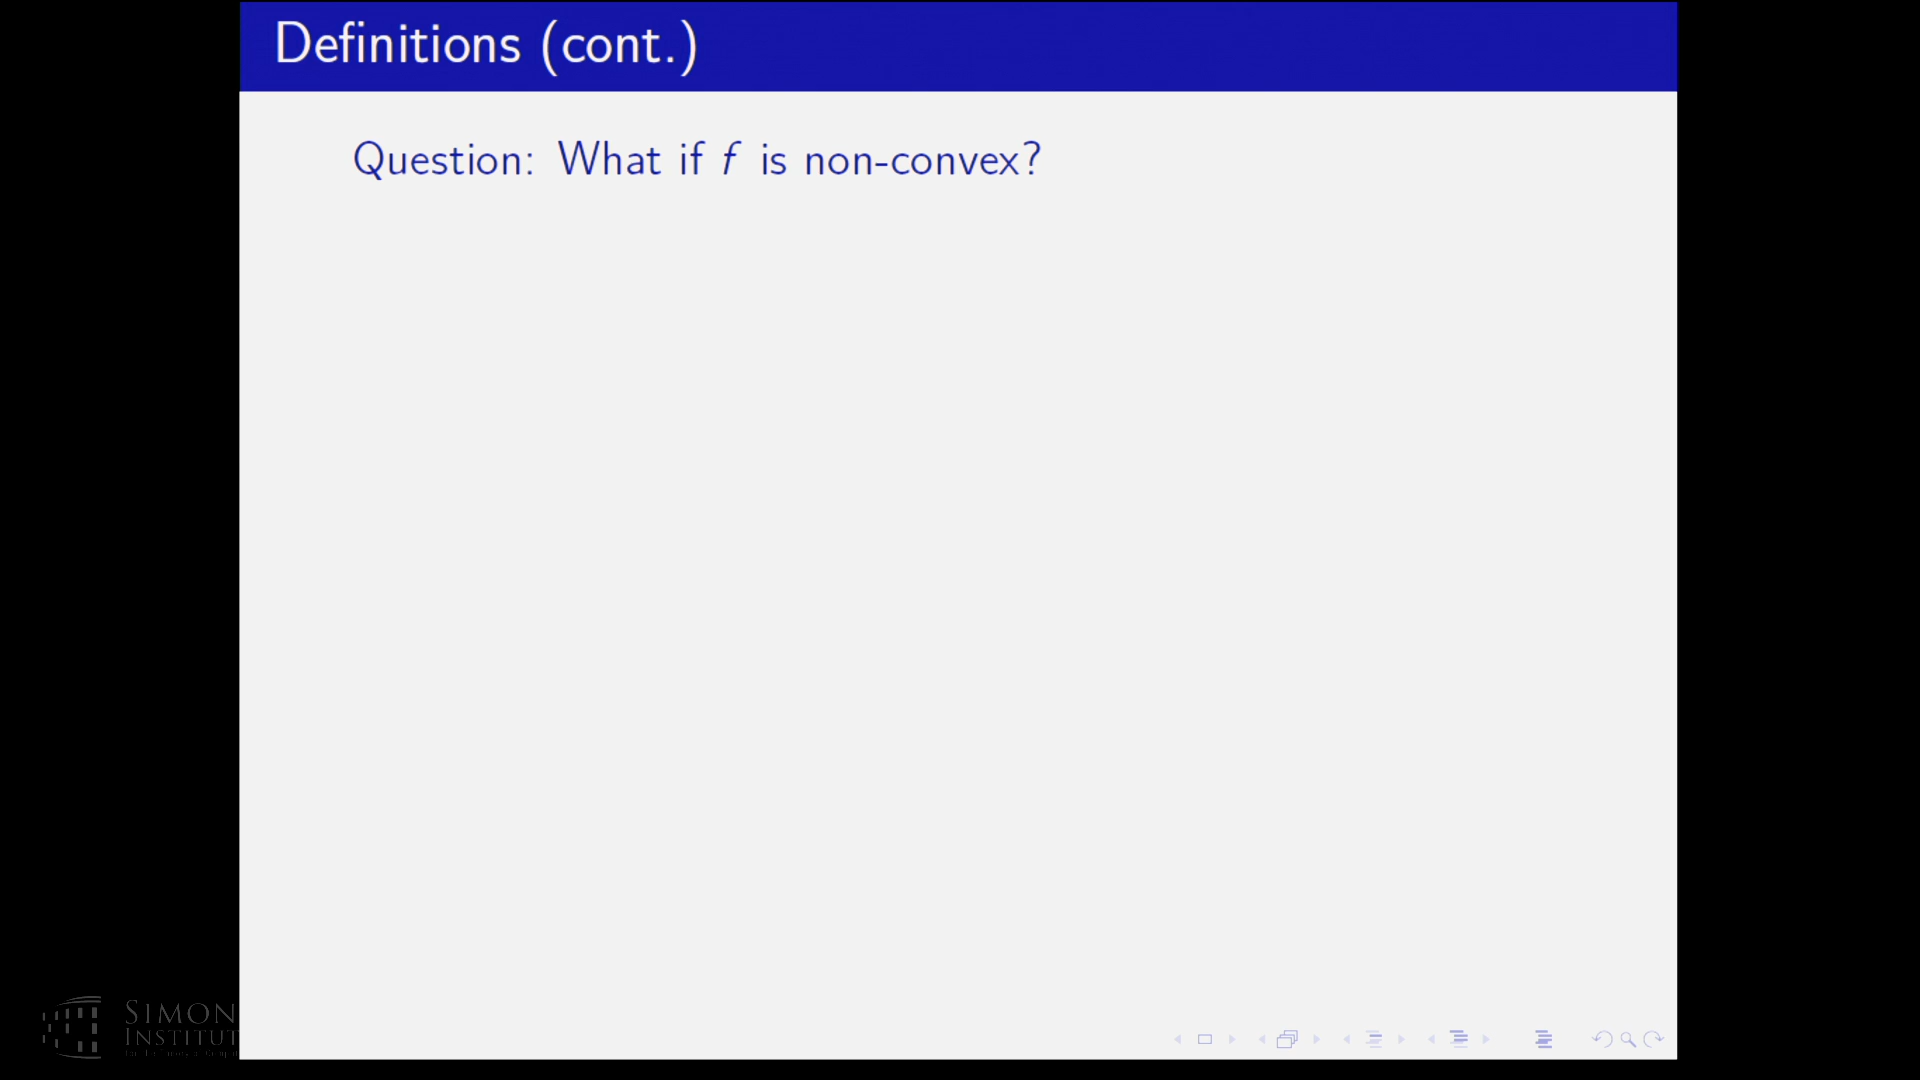 Definitions (cont.)
Question: What if f is non-convex?
SIMON
INSTITUT